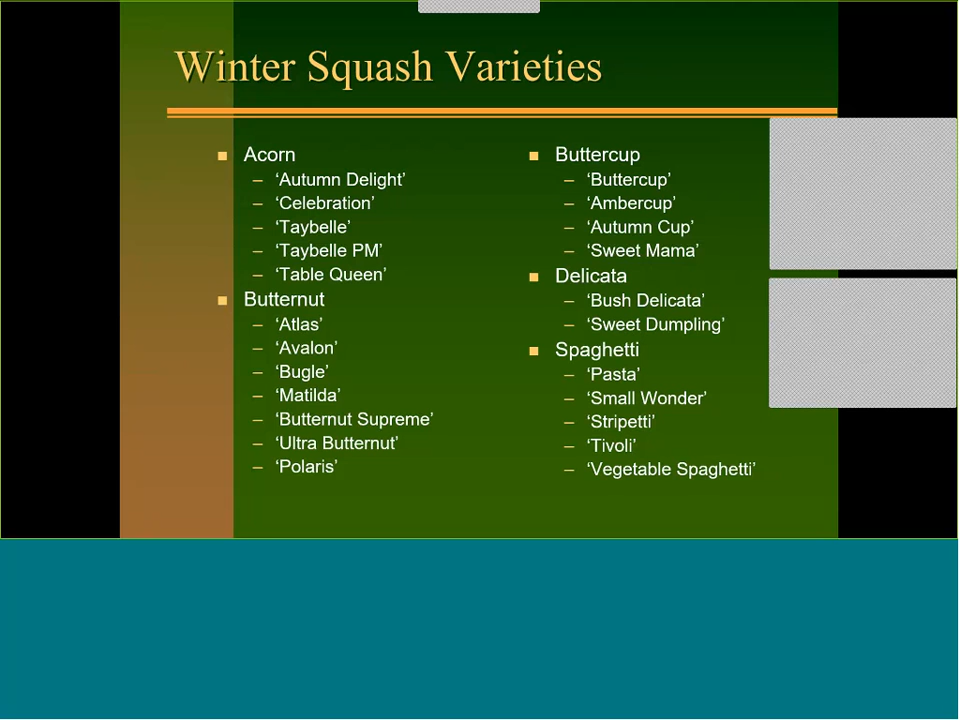 Winter Squash Varieties
Acorn
– ‘Autumn Delight’
– ‘Celebration’
– ‘Taybelle’
– ‘Taybelle PM’
– ‘Table Queen’
Butternut
– ‘Atlas’
– ‘Avalon’
– ‘Bugle’
– ‘Matilda’
– ‘Butternut Supreme’
– ‘Ultra Butternut’
– ‘Polaris’
Buttercup
– ‘Buttercup’
– ‘Ambercup’
– ‘Autumn Cup’
– ‘Sweet Mama’
Delicata
– ‘Bush Delicata’
– ‘Sweet Dumpling’
Spaghetti
– ‘Pasta’
– ‘Small Wonder’
– ‘Stripetti’
– ‘Tivoli’
– ‘Vegetable Spaghetti’